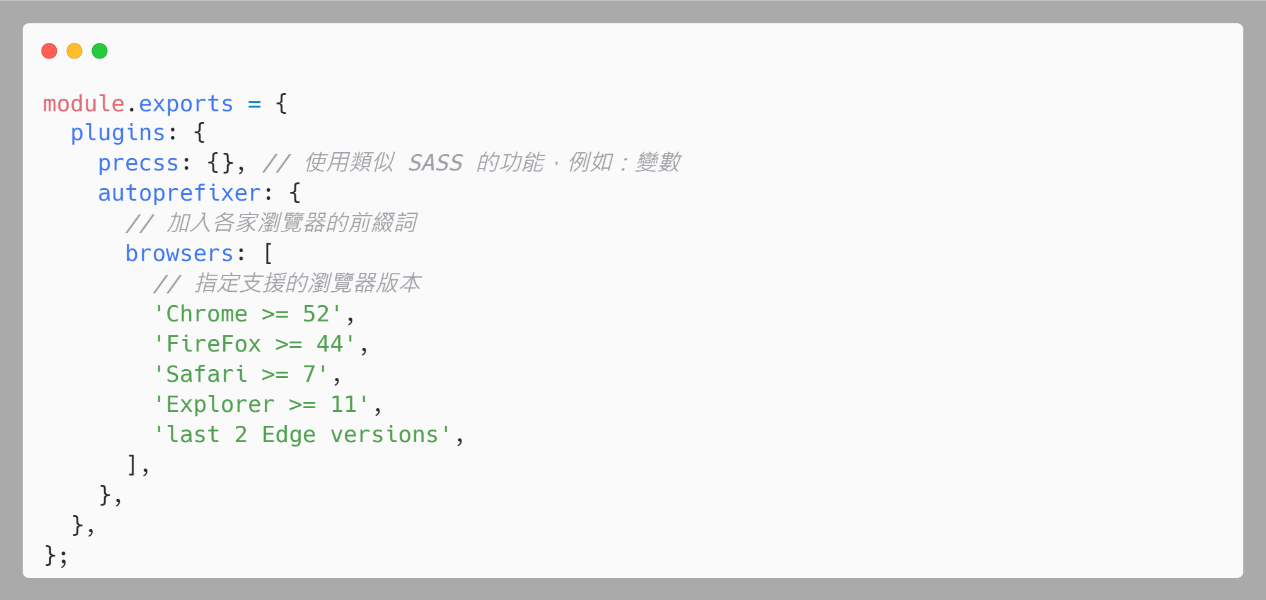 module.exports = {
  plugins: {
    precss: {}, // 使用類似 SASS 的功能，例如：變數
    autoprefixer: {
      // 加入各家瀏覽器的前綴詞
      browsers: [
        // 指定支援的瀏覽器版本
        'Chrome >= 52',
        'FireFox >= 44',
        'Safari >= 7',
        'Explorer >= 11',
        'last 2 Edge versions',
      ],
    },
  },
};